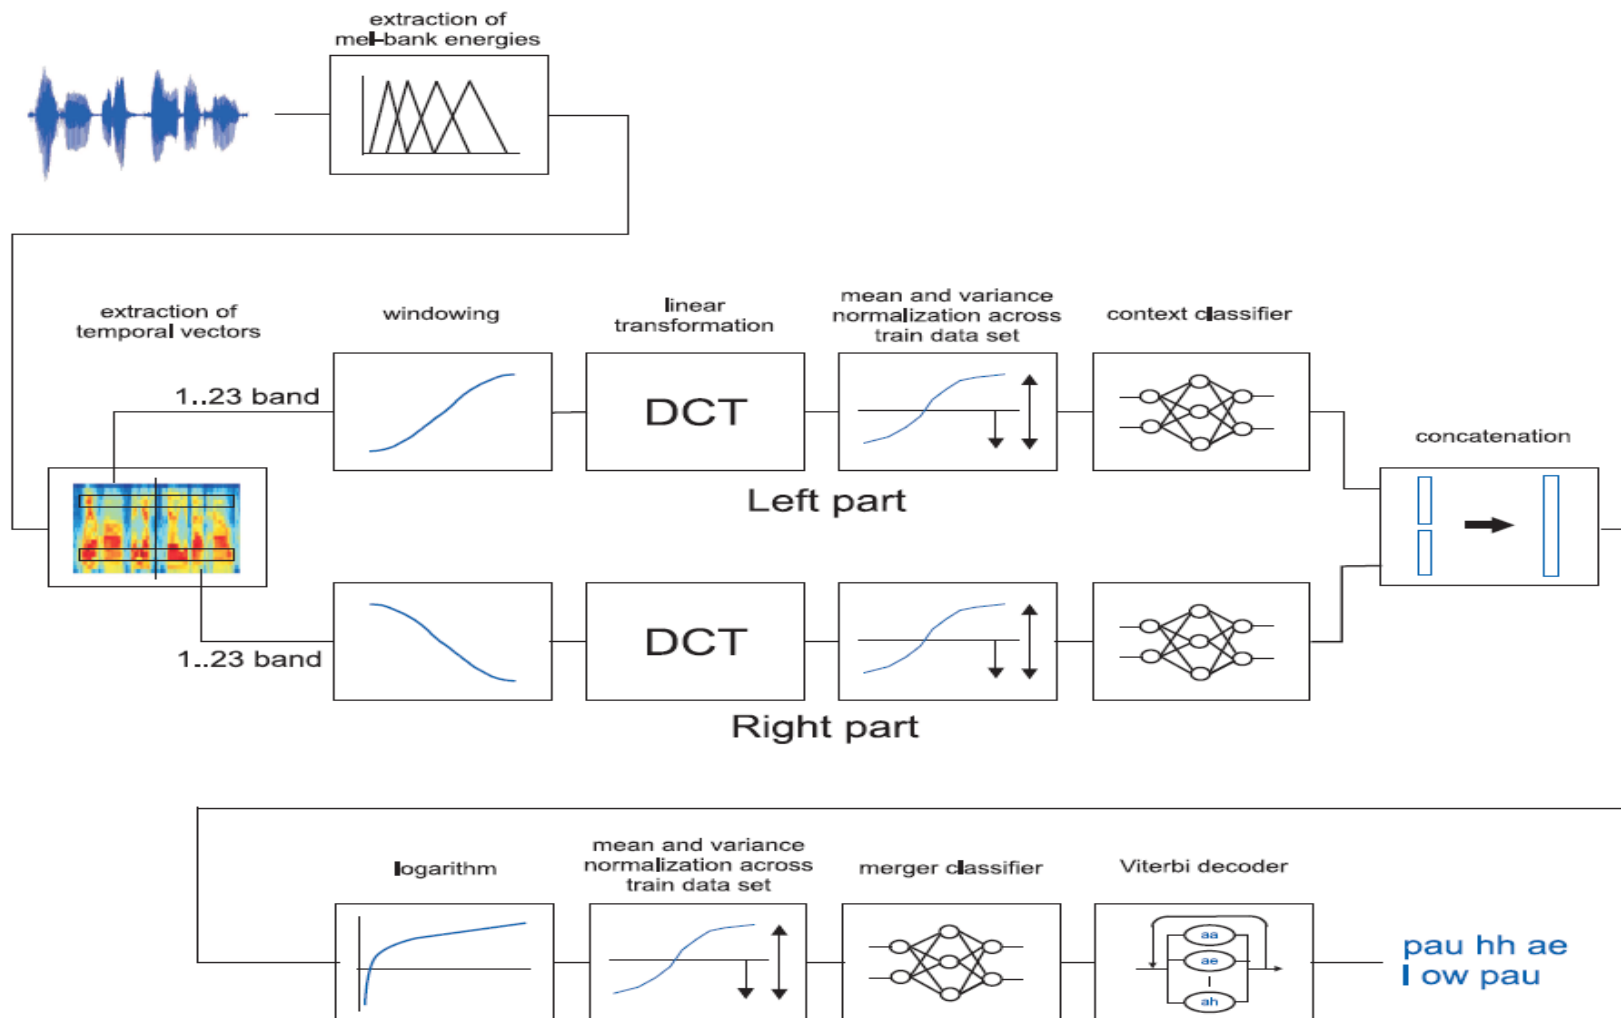 extraction of
mel-bank energies
extraction of
temporal vectors
windowing
linear
transformation
mean and variance
normalization across
train data set
context classifier
1..23 band
DCT
Left part
concatenation
1..23 band
DCT
Right part
logarithm
mean and variance
normalization across
train data set
merger classifier
Viterbi decoder
aa
ae
ah
pau hh ae
l ow pau